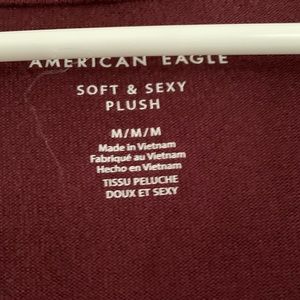 AMERICAN EAGLE
SOFT & SEXY
PLUSH
M/M/M
Made in Vietnam
Fabriqué au Vietnam
Hecho en Vietnam
TISSU PELUCHE
DOUX ET SEXY